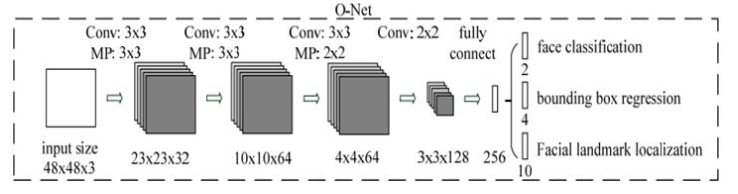 O-Net
Conv: 3x3 Conv: 3x3 Conv: 3x3 Conv: 2x2 fully
MP: 3x3 MP: 3x3 MP: 2x2 connect
face classification
2
bounding box regression
4
Facial landmark localization
10
input size
48x48x3 23x23x32 10x10x64 4x4x64 3x3x128 256